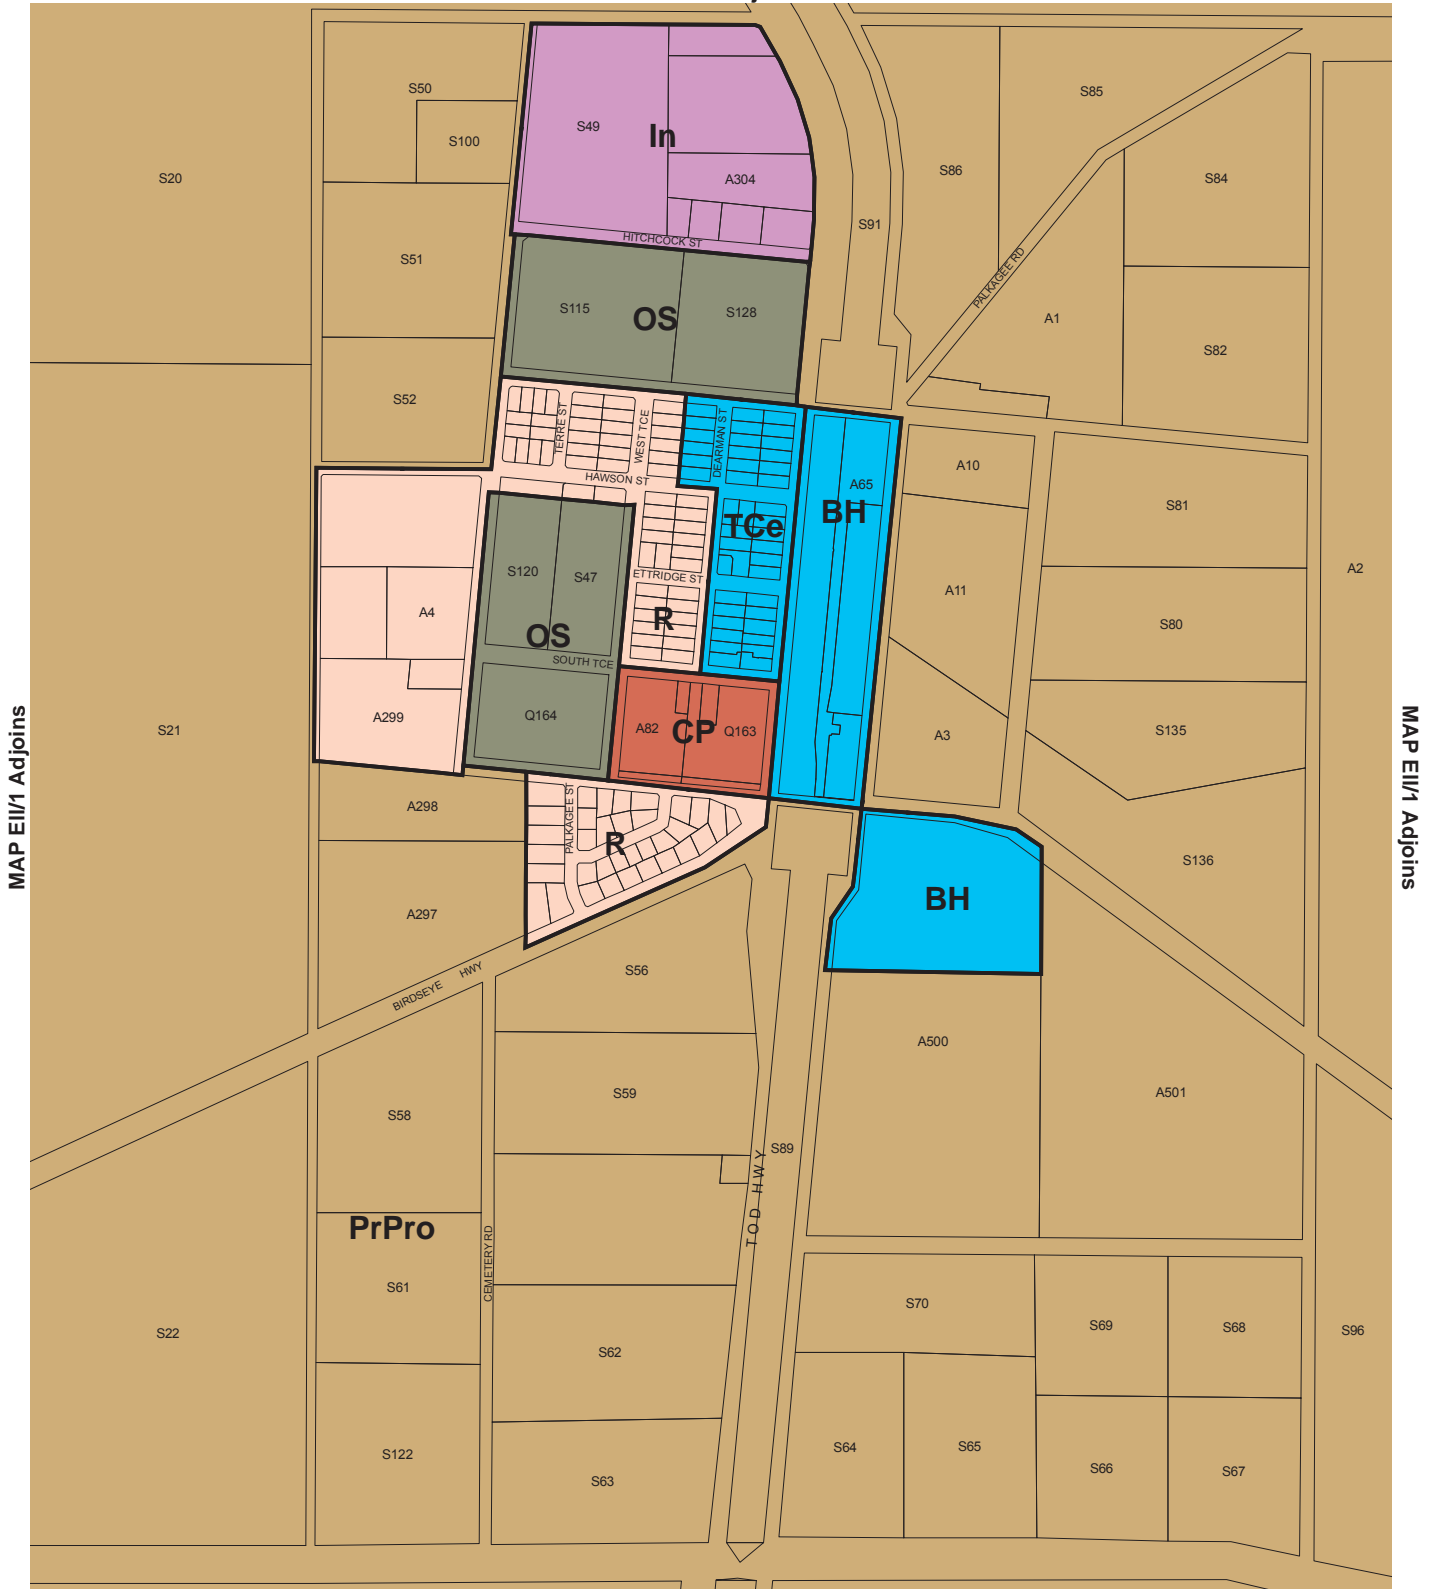 S50
S85
S49
In
S100
S86
S20
A304
S84
S91
HITCHCOCK ST
S51
PALKAGEE RD
S115
OS
S128
A1
S82
S52
TERRE ST
WEST TCE
DEARMAN ST
A10
HAWSON ST
A65
BH
S81
TCe
S120
S47
ETTRIDGE ST
A2
A4
A11
R
S80
OS
SOUTH TCE
A299
Q164
A82
CP
Q163
S21
A3
S135
MAP EII/1 Adjoins
MAP EII/1 Adjoins
A298
PALKAGEE ST
R
S136
A297
BH
BIRDSEYE HWY
S56
A500
S59
A501
S58
S89
TOD HWY
PrPro
CEMETERY RD
S61
S70
S69
S68
S22
S96
S62
S122
S64
S65
S66
S67
S63